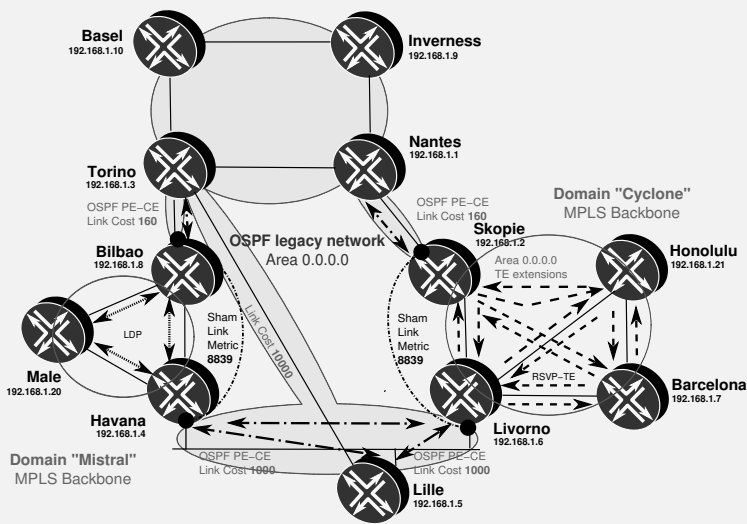 Basel
192.168.1.10
Inverness
192.168.1.9
Nantes
192.168.1.1
Torino
192.168.1.3
OSPF PE-CE
Link Cost 160
OSPF PE-CE
Link Cost 160
Domain "Cyclone"
MPLS Backbone
Skopie
192.168.1.2
OSPF legacy network
Area 0.0.0.0
Bilbao
192.168.1.8
Area 0.0.0.0
TE extensions
Honolulu
192.168.1.21
Link Cost 10000
Sham
Link
Metric
8839
Sham
Link
Metric
8839
LDP
RSVP-TE
Male
192.168.1.20
Barcelona
192.168.1.7
Havana
192.168.1.4
Livorno
192.168.1.6
Domain "Mistral"
MPLS Backbone
OSPF PE-CE
Link Cost 1000
OSPF PE-CE
Link Cost 1000
Lille
192.168.1.5